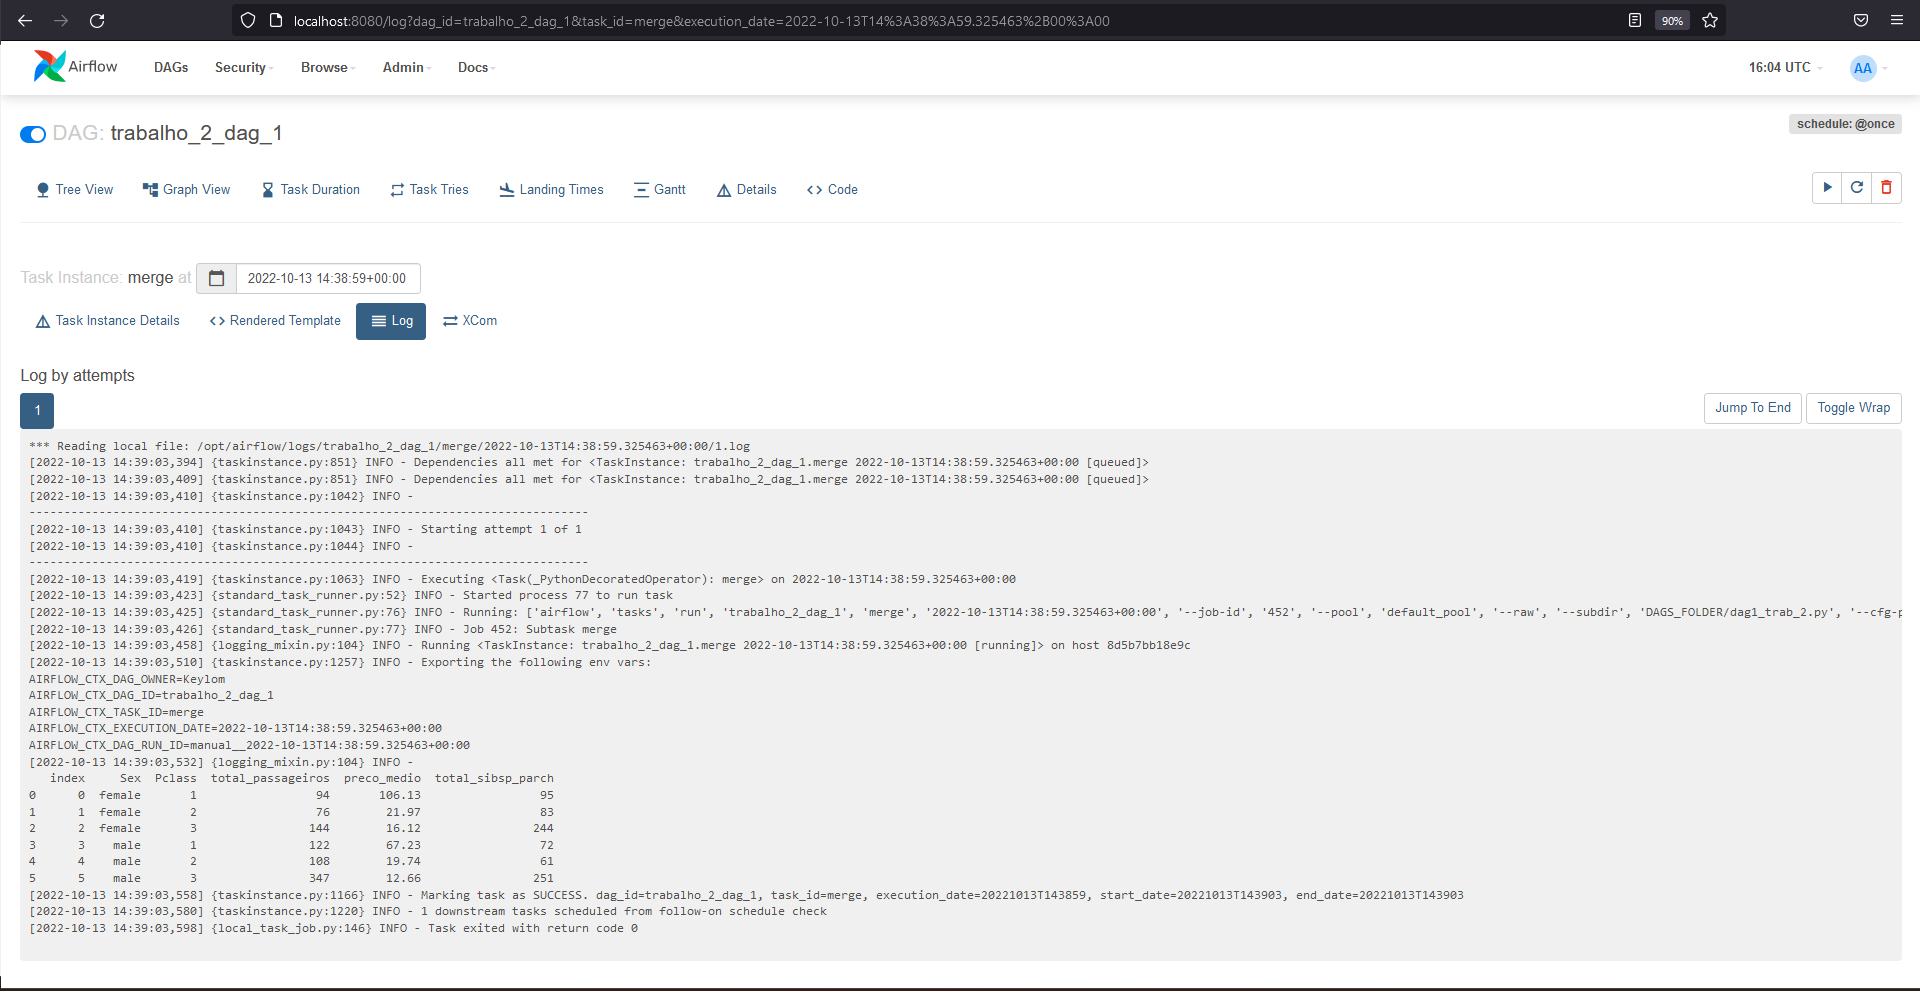 localhost:8080/log?dag_id=trabalho_2_dag_1&task_id=merge&execution_date=2022-10-13T14%3A38%3A59.325463%2B00%3A00
90%
Airflow DAGs Security Browse Admin Docs 16:04 UTC AA
DAG: trabalho_2_dag_1
schedule: @once
Tree View Graph View Task Duration Task Tries Landing Times Gantt Details Code
Task Instance: merge at 2022-10-13 14:38:59+00:00
Task Instance Details Rendered Template Log XCom
Log by attempts
1
Jump To End Toggle Wrap
*** Reading local file: /opt/airflow/logs/trabalho_2_dag_1/merge/2022-10-13T14:38:59.325463+00:00/1.log
[2022-10-13 14:39:03,394] {taskinstance.py:851} INFO - Dependencies all met for <TaskInstance: trabalho_2_dag_1.merge 2022-10-13T14:38:59.325463+00:00 [queued]>
[2022-10-13 14:39:03,409] {taskinstance.py:851} INFO - Dependencies all met for <TaskInstance: trabalho_2_dag_1.merge 2022-10-13T14:38:59.325463+00:00 [queued]>
[2022-10-13 14:39:03,410] {taskinstance.py:1042} INFO -
--------------------------------------------------------------------------------
[2022-10-13 14:39:03,410] {taskinstance.py:1043} INFO - Starting attempt 1 of 1
[2022-10-13 14:39:03,410] {taskinstance.py:1044} INFO -
--------------------------------------------------------------------------------
[2022-10-13 14:39:03,419] {taskinstance.py:1063} INFO - Executing <Task(_PythonDecoratedOperator): merge> on 2022-10-13T14:38:59.325463+00:00
[2022-10-13 14:39:03,423] {standard_task_runner.py:52} INFO - Started process 77 to run task
[2022-10-13 14:39:03,425] {standard_task_runner.py:76} INFO - Running: ['airflow', 'tasks', 'run', 'trabalho_2_dag_1', 'merge', '2022-10-13T14:38:59.325463+00:00', '--job-id', '452', '--pool', 'default_pool', '--raw', '--subdir', 'DAGS_FOLDER/dag1_trab_2.py', '--cfg-p
[2022-10-13 14:39:03,426] {standard_task_runner.py:77} INFO - Job 452: Subtask merge
[2022-10-13 14:39:03,458] {logging_mixin.py:104} INFO - Running <TaskInstance: trabalho_2_dag_1.merge 2022-10-13T14:38:59.325463+00:00 [running]> on host 8d5b7bb18e9c
[2022-10-13 14:39:03,510] {taskinstance.py:1257} INFO - Exporting the following env vars:
AIRFLOW_CTX_DAG_OWNER=Keylom
AIRFLOW_CTX_DAG_ID=trabalho_2_dag_1
AIRFLOW_CTX_TASK_ID=merge
AIRFLOW_CTX_EXECUTION_DATE=2022-10-13T14:38:59.325463+00:00
AIRFLOW_CTX_DAG_RUN_ID=manual__2022-10-13T14:38:59.325463+00:00
[2022-10-13 14:39:03,532] {logging_mixin.py:104} INFO -
index Sex Pclass total_passageiros preco_medio total_sibsp_parch
0 0 female 1 94 106.13 95
1 1 female 2 76 21.97 83
2 2 female 3 144 16.12 244
3 3 male 1 122 67.23 72
4 4 male 2 108 19.74 61
5 5 male 3 347 12.66 251
[2022-10-13 14:39:03,558] {taskinstance.py:1166} INFO - Marking task as SUCCESS. dag_id=trabalho_2_dag_1, task_id=merge, execution_date=20221013T143859, start_date=20221013T143903, end_date=20221013T143903
[2022-10-13 14:39:03,580] {taskinstance.py:1220} INFO - 1 downstream tasks scheduled from follow-on schedule check
[2022-10-13 14:39:03,598] {local_task_job.py:146} INFO - Task exited with return code 0